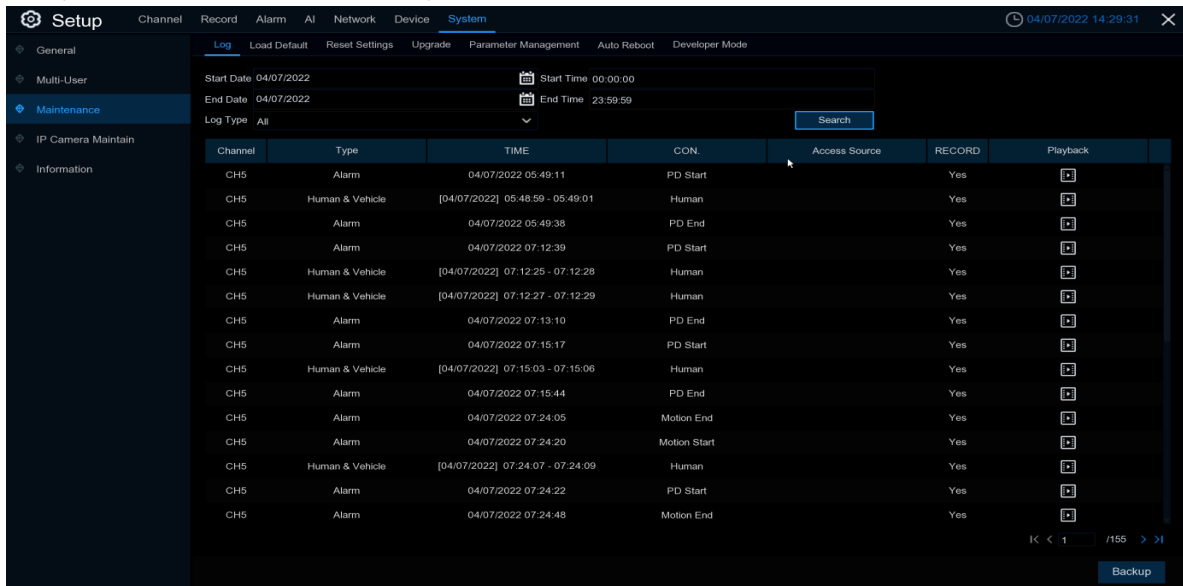 Setup Channel Record Alarm AI Network Device System 04/07/2022 14:29:31
General
Multi-User
Maintenance
IP Camera Maintain
Information
Log Load Default Reset Settings Upgrade Parameter Management Auto Reboot Developer Mode
Start Date 04/07/2022 Start Time 00:00:00
End Date 04/07/2022 End Time 23:59:59
Log Type All Search
Channel Type TIME CON. Access Source RECORD Playback
CH5 Alarm 04/07/2022 05:49:11 PD Start Yes
CH5 Human & Vehicle [04/07/2022] 05:48:59 - 05:49:01 Human Yes
CH5 Alarm 04/07/2022 05:49:38 PD End Yes
CH5 Alarm 04/07/2022 07:12:39 PD Start Yes
CH5 Human & Vehicle [04/07/2022] 07:12:25 - 07:12:28 Human Yes
CH5 Human & Vehicle [04/07/2022] 07:12:27 - 07:12:29 Human Yes
CH5 Alarm 04/07/2022 07:13:10 PD End Yes
CH5 Alarm 04/07/2022 07:15:17 PD Start Yes
CH5 Human & Vehicle [04/07/2022] 07:15:03 - 07:15:06 Human Yes
CH5 Alarm 04/07/2022 07:15:44 PD End Yes
CH5 Alarm 04/07/2022 07:24:05 Motion End Yes
CH5 Alarm 04/07/2022 07:24:20 Motion Start Yes
CH5 Human & Vehicle [04/07/2022] 07:24:07 - 07:24:09 Human Yes
CH5 Alarm 04/07/2022 07:24:22 PD Start Yes
CH5 Alarm 04/07/2022 07:24:48 Motion End Yes
1 /155
Backup